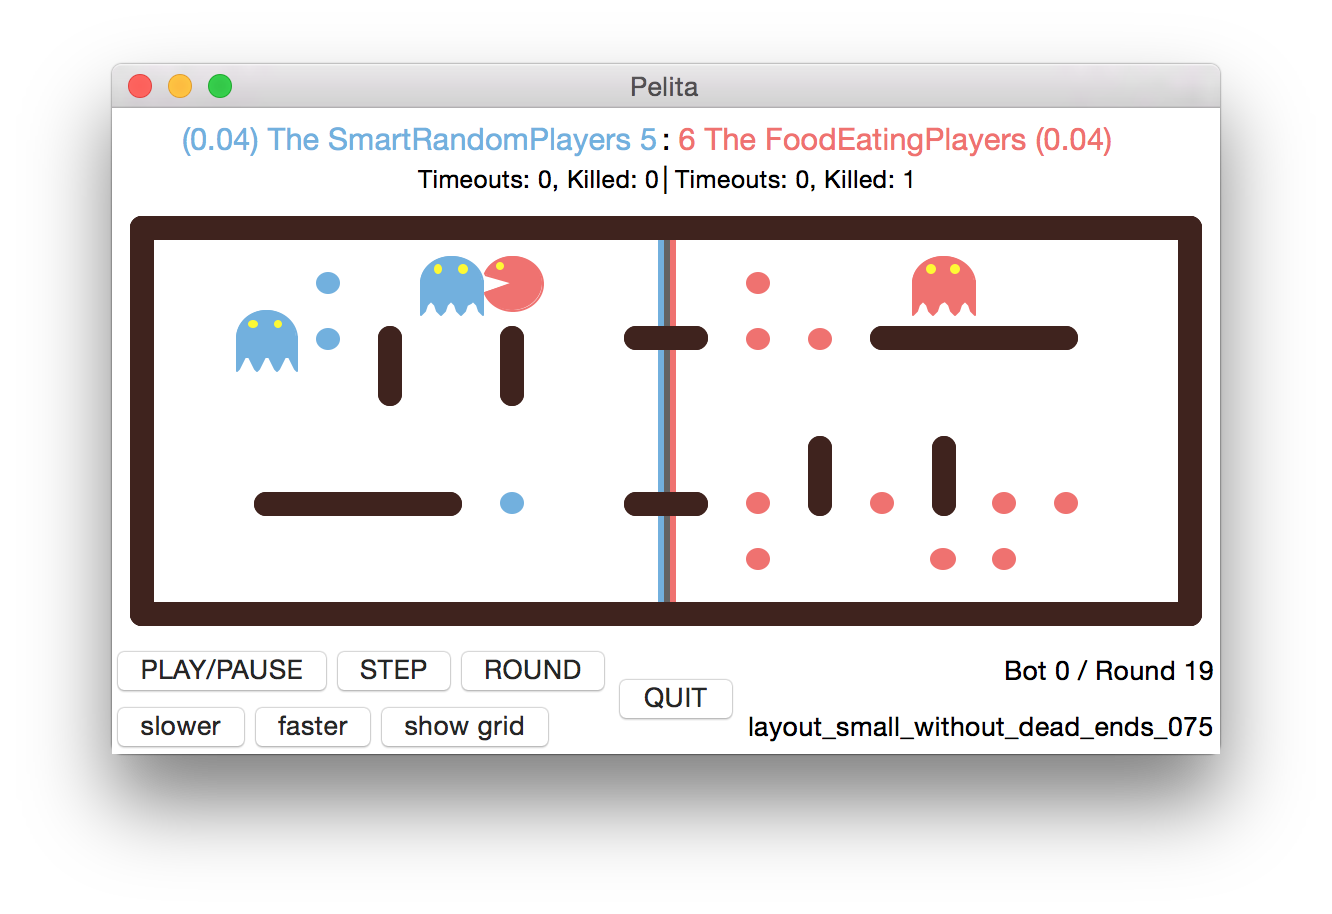 Pelita
(0.04) The SmartRandomPlayers 5 : 6 The FoodEatingPlayers (0.04)
Timeouts: 0, Killed: 0| Timeouts: 0, Killed: 1
PLAY/PAUSE STEP ROUND QUIT Bot 0 / Round 19
slower faster show grid layout_small_without_dead_ends_075